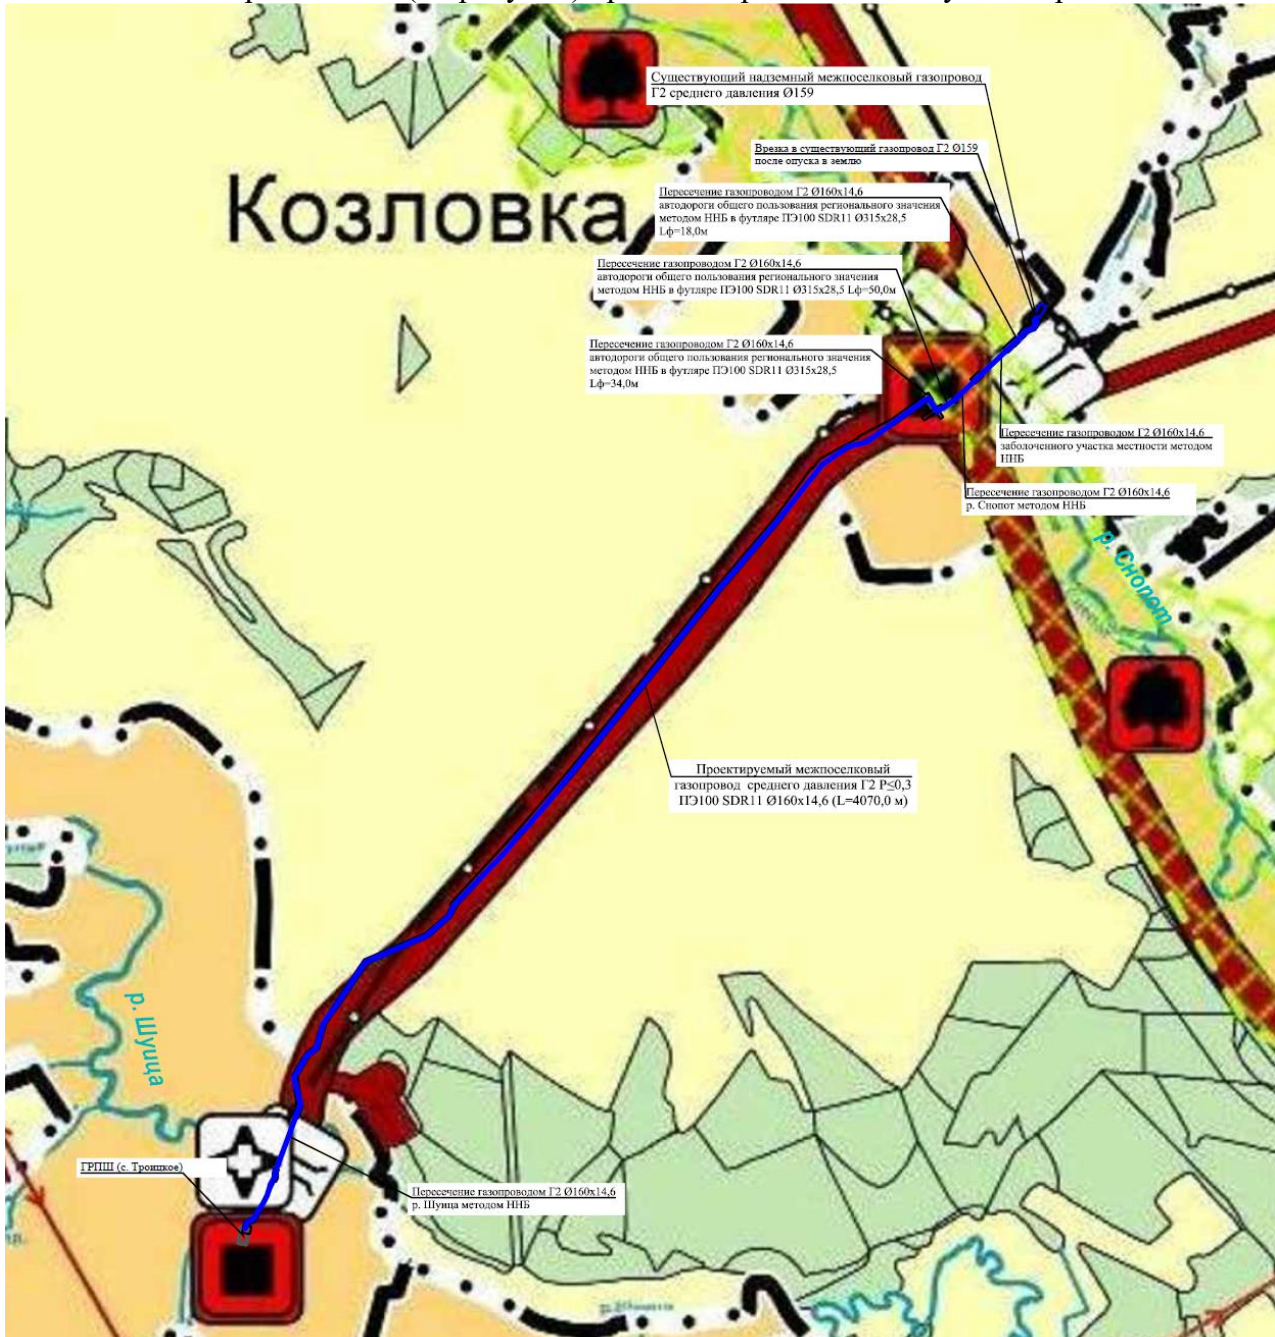 Существующий надземный межпоселковый газопровод
Г2 среднего давления Ø159
Врезка в существующий газопровод Г2 Ø159
после опуска в землю
Козловка
Пересечение газопроводом Г2 Ø160х14,6
автодороги общего пользования регионального значения
методом ННБ в футляре ПЭ100 SDR11 Ø315х28,5
Lф=18,0м
Пересечение газопроводом Г2 Ø160х14,6
автодороги общего пользования регионального значения
методом ННБ в футляре ПЭ100 SDR11 Ø315х28,5 Lф=50,0м
Пересечение газопроводом Г2 Ø160х14,6
автодороги общего пользования регионального значения
методом ННБ в футляре ПЭ100 SDR11 Ø315х28,5
Lф=34,0м
Пересечение газопроводом Г2 Ø160х14,6
заболоченного участка местности методом
ННБ
Пересечение газопроводом Г2 Ø160х14,6
р. Снопот методом ННБ
р. Снопот
Проектируемый межпоселковый
газопровод среднего давления Г2 Р≤0,3
ПЭ100 SDR11 Ø160х14,6 (L=4070,0 м)
р. Шуица
ГРПШ (с. Троицкое)
Пересечение газопроводом Г2 Ø160х14,6
р. Шуица методом ННБ